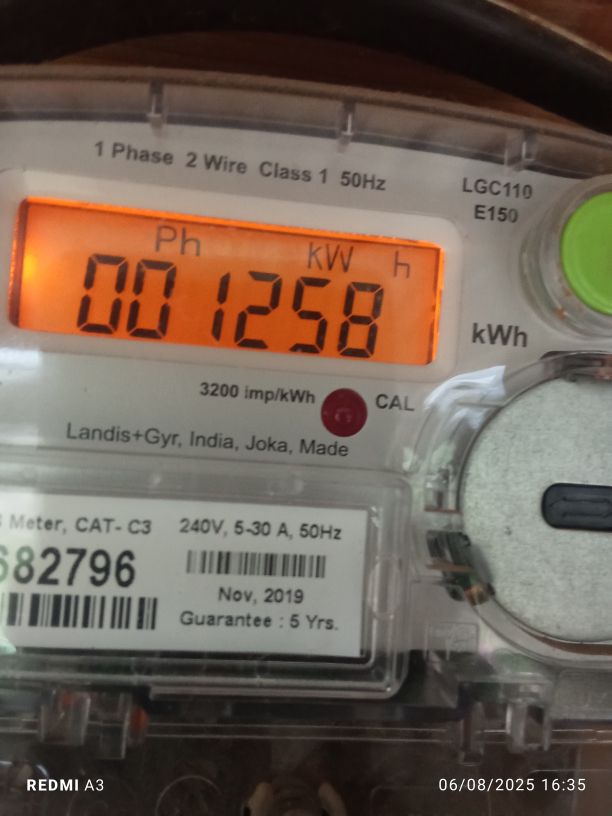 1 Phase 2 Wire Class 1 50Hz
LGC110
E150
Ph kW h
001258
kWh
3200 imp/kWh
CAL
Landis+Gyr, India, Joka, Made
Meter, CAT- C3
682796
240V, 5-30 A, 50Hz
Nov, 2019
Guarantee : 5 Yrs.
REDMI A3
06/08/2025 16:35